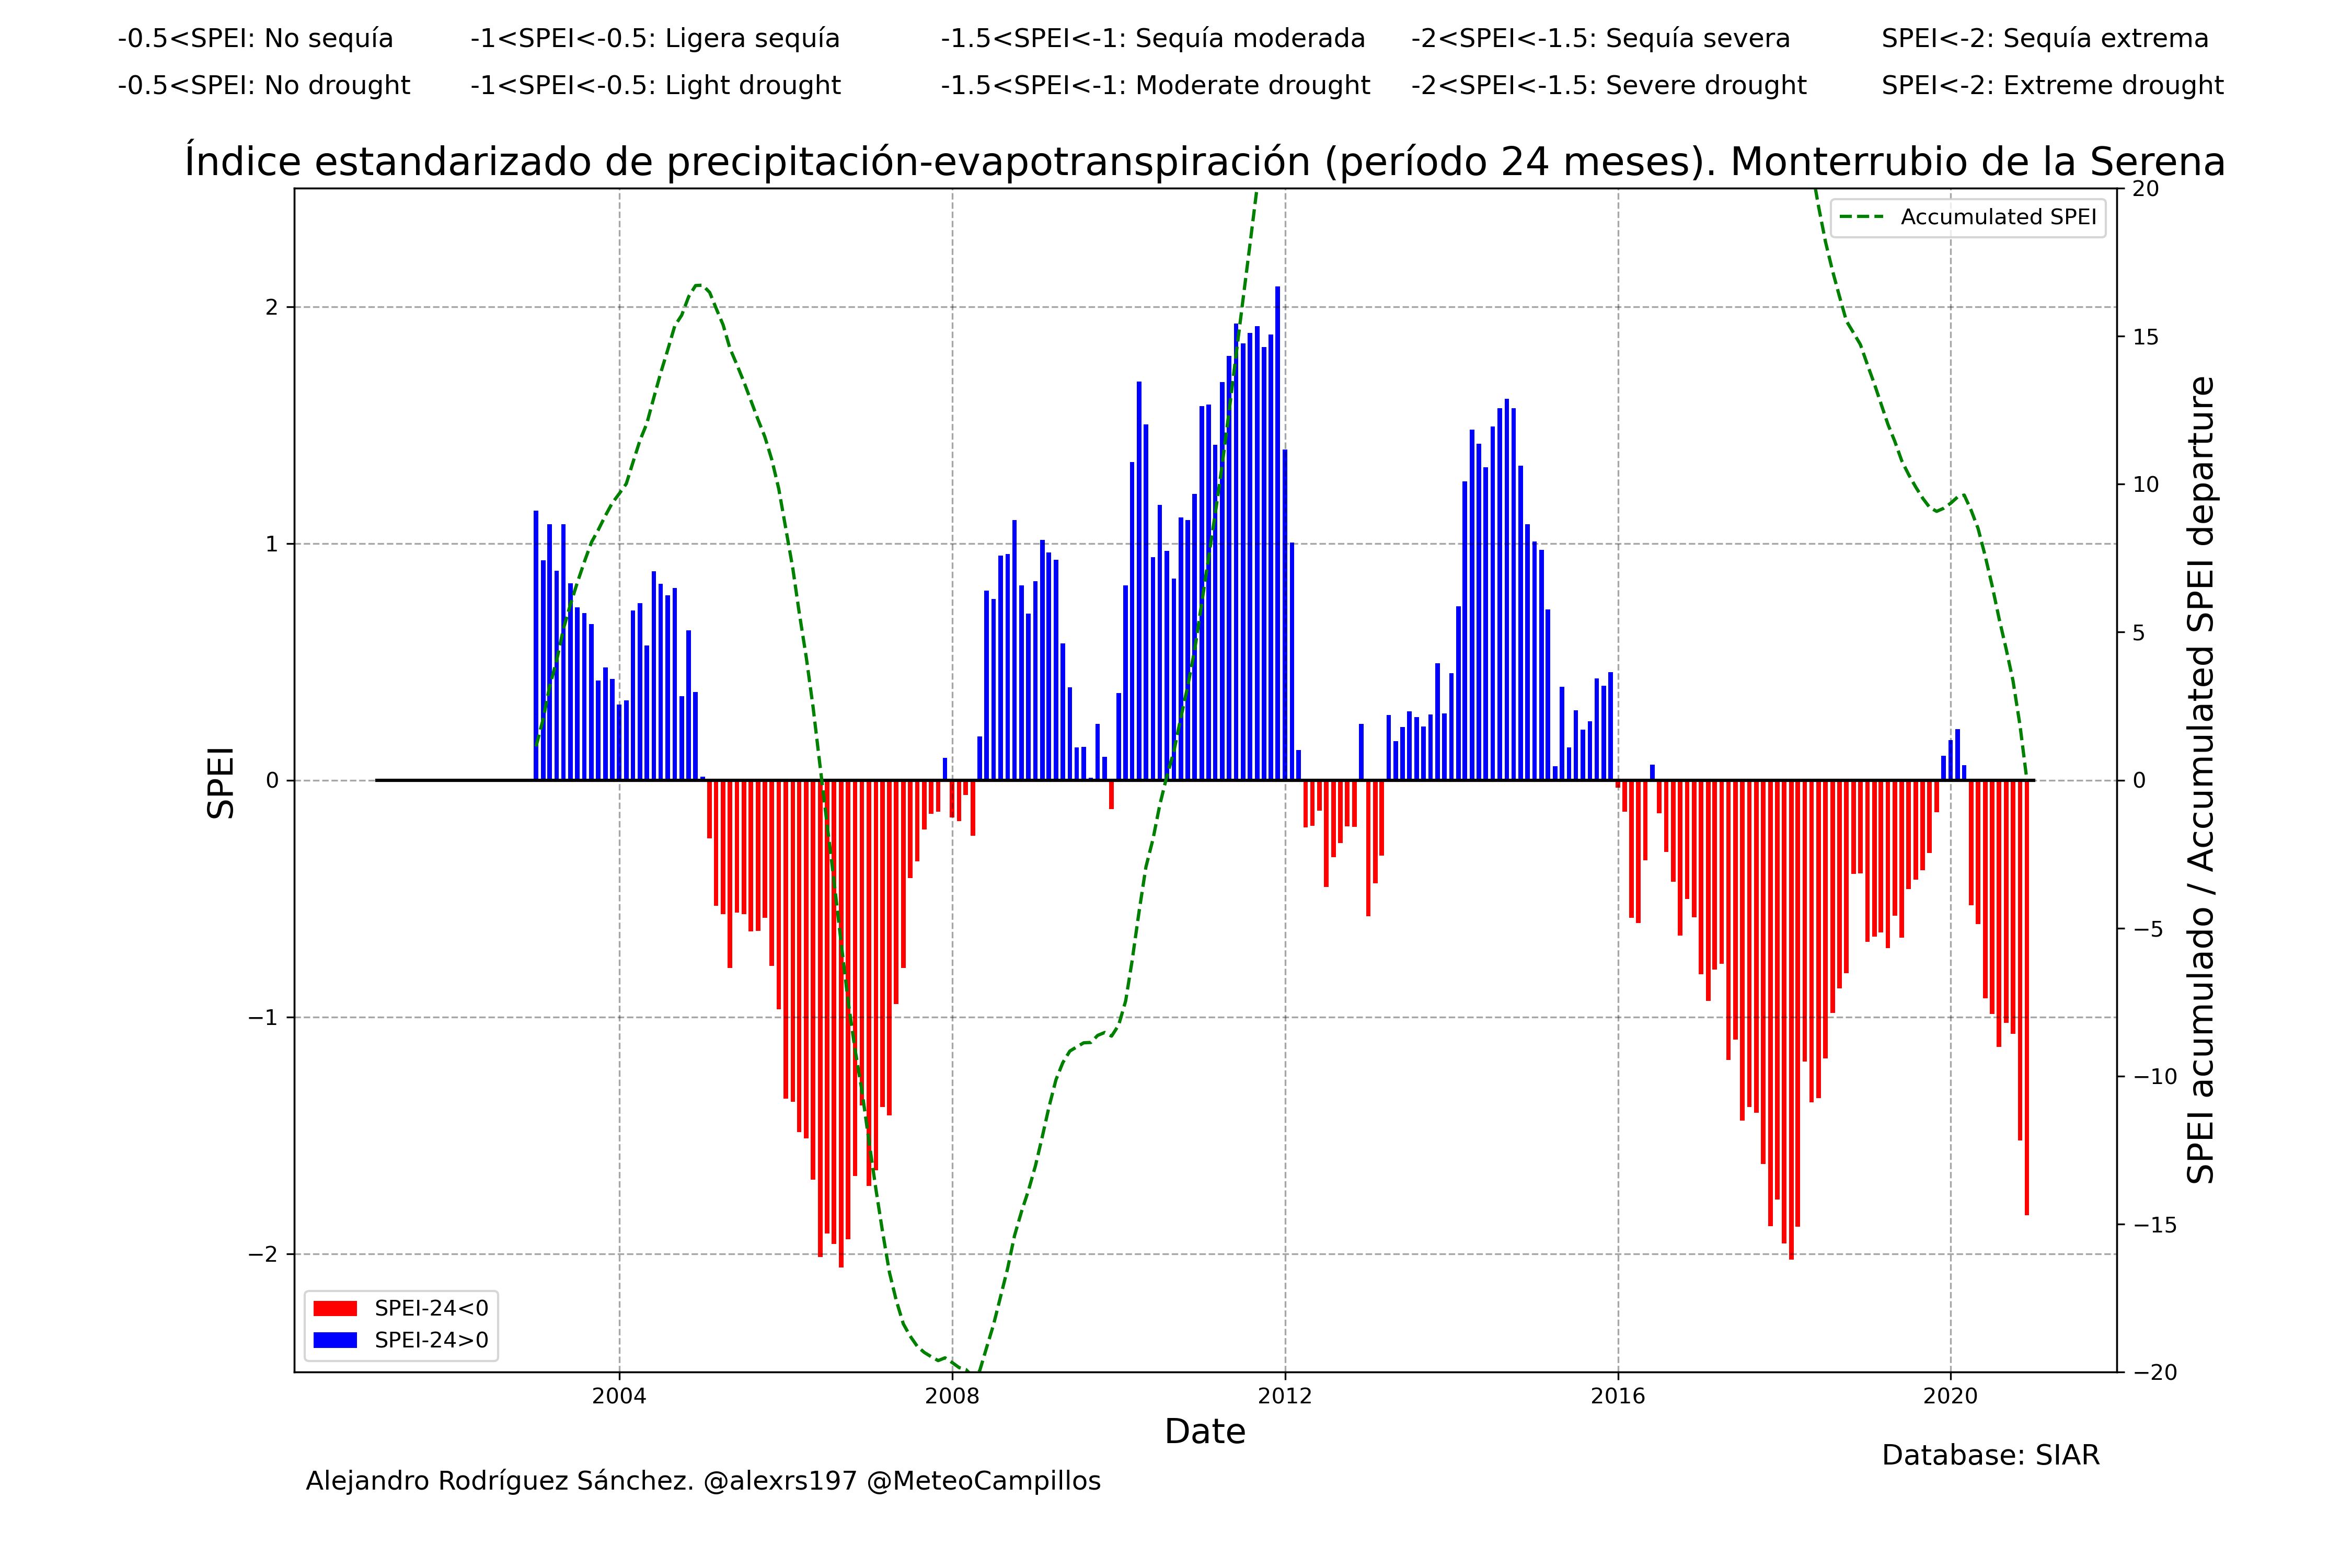 -0.5<SPEI: No sequía -1<SPEI<-0.5: Ligera sequía -1.5<SPEI<-1: Sequía moderada -2<SPEI<-1.5: Sequía severa SPEI<-2: Sequía extrema
-0.5<SPEI: No drought -1<SPEI<-0.5: Light drought -1.5<SPEI<-1: Moderate drought -2<SPEI<-1.5: Severe drought SPEI<-2: Extreme drought
Índice estandarizado de precipitación-evapotranspiración (período 24 meses). Monterrubio de la Serena
Accumulated SPEI
SPEI
2
1
0
−1
−2
20
15
10
5
0
−5
−10
−15
−20
SPEI acumulado / Accumulated SPEI departure
SPEI-24<0
SPEI-24>0
2004 2008 2012 2016 2020
Date
Database: SIAR
Alejandro Rodríguez Sánchez. @alexrs197 @MeteoCampillos